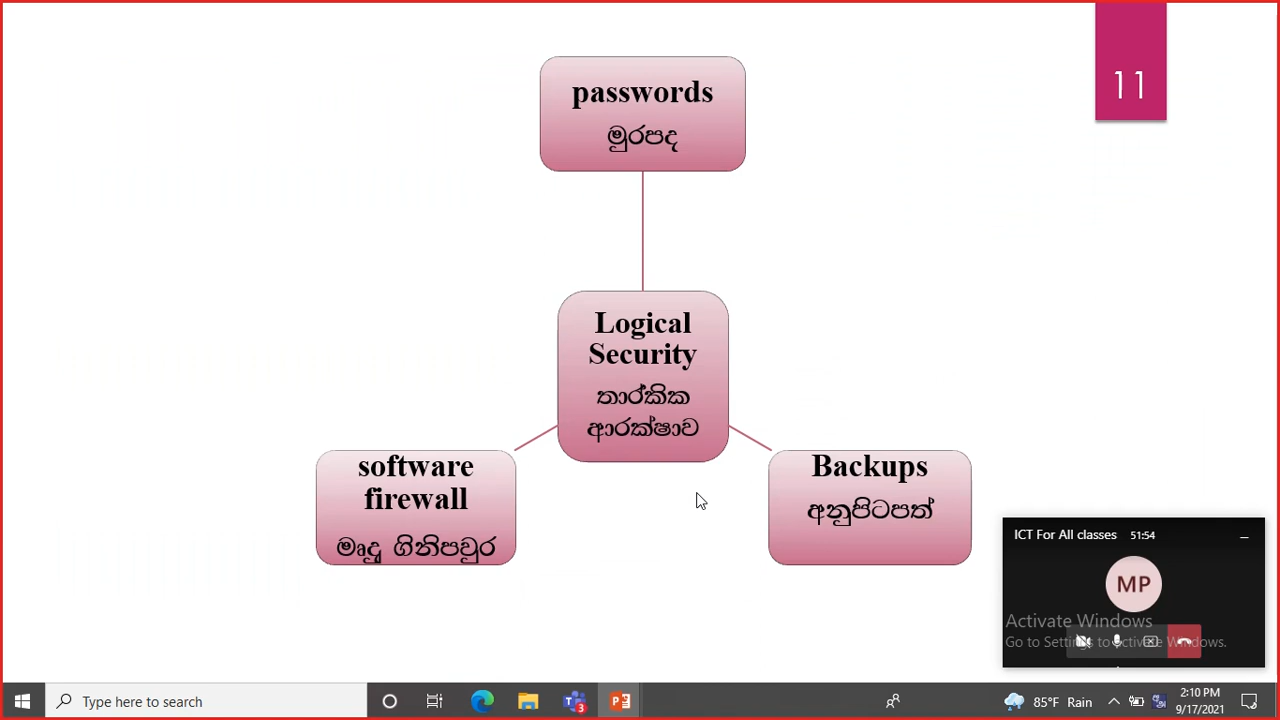 11
passwords
මුරපද
Logical
Security
තාර්කික
ආරක්ෂාව
software
firewall
මෘදු ගිනිපවුර
Backups
අනුපිටපත්
ICT For All classes 51:54
MP
Activate Windows
Go to Settings to activate Windows.
Type here to search
3
85°F Rain
2:10 PM
9/17/2021